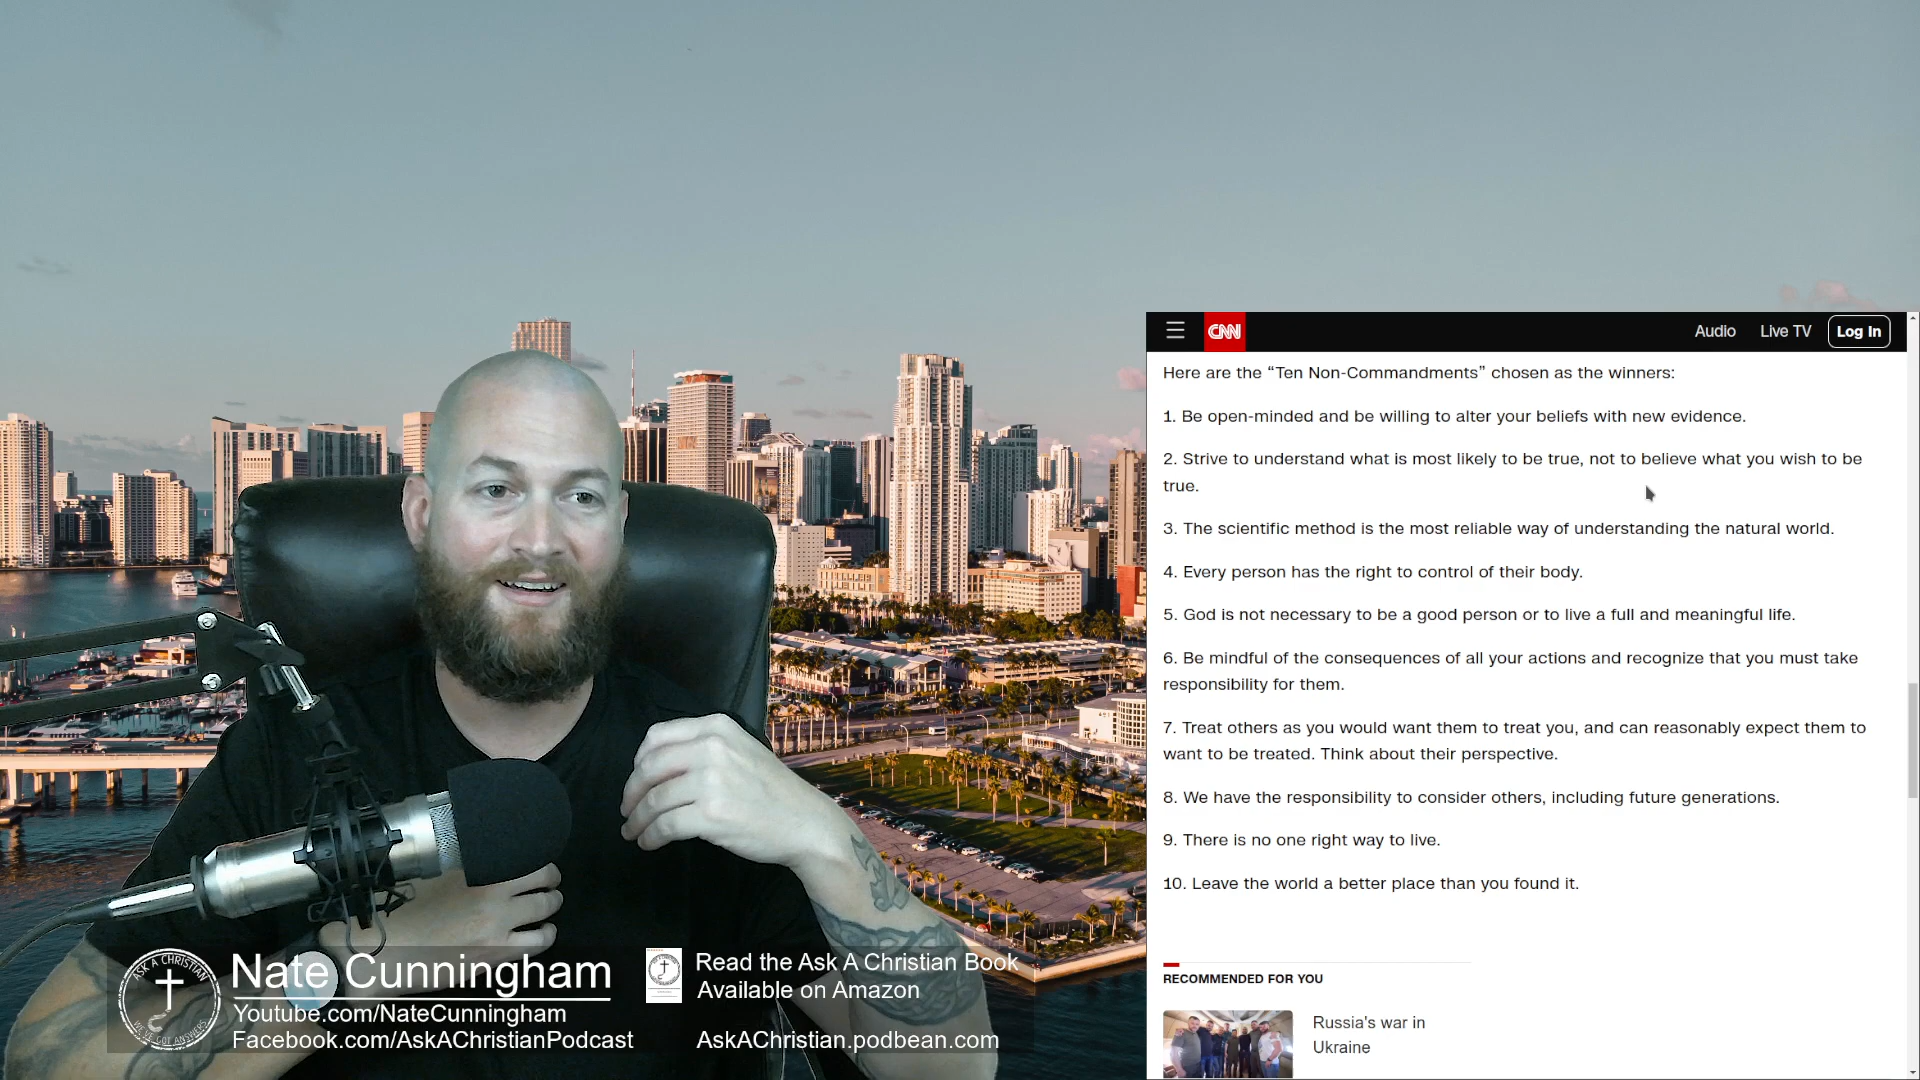 CNN
Audio
Live TV
Log In
Here are the “Ten Non-Commandments” chosen as the winners:
1. Be open-minded and be willing to alter your beliefs with new evidence.
2. Strive to understand what is most likely to be true, not to believe what you wish to be
true.
3. The scientific method is the most reliable way of understanding the natural world.
4. Every person has the right to control of their body.
5. God is not necessary to be a good person or to live a full and meaningful life.
6. Be mindful of the consequences of all your actions and recognize that you must take
responsibility for them.
7. Treat others as you would want them to treat you, and can reasonably expect them to
want to be treated. Think about their perspective.
8. We have the responsibility to consider others, including future generations.
9. There is no one right way to live.
10. Leave the world a better place than you found it.
RECOMMENDED FOR YOU
Russia's war in
Ukraine
ASK A CHRISTIAN
WE'VE GOT ANSWERS
Nate Cunningham
Youtube.com/NateCunningham
Facebook.com/AskAChristianPodcast
Read the Ask A Christian Book
Available on Amazon
AskAChristian.podbean.com